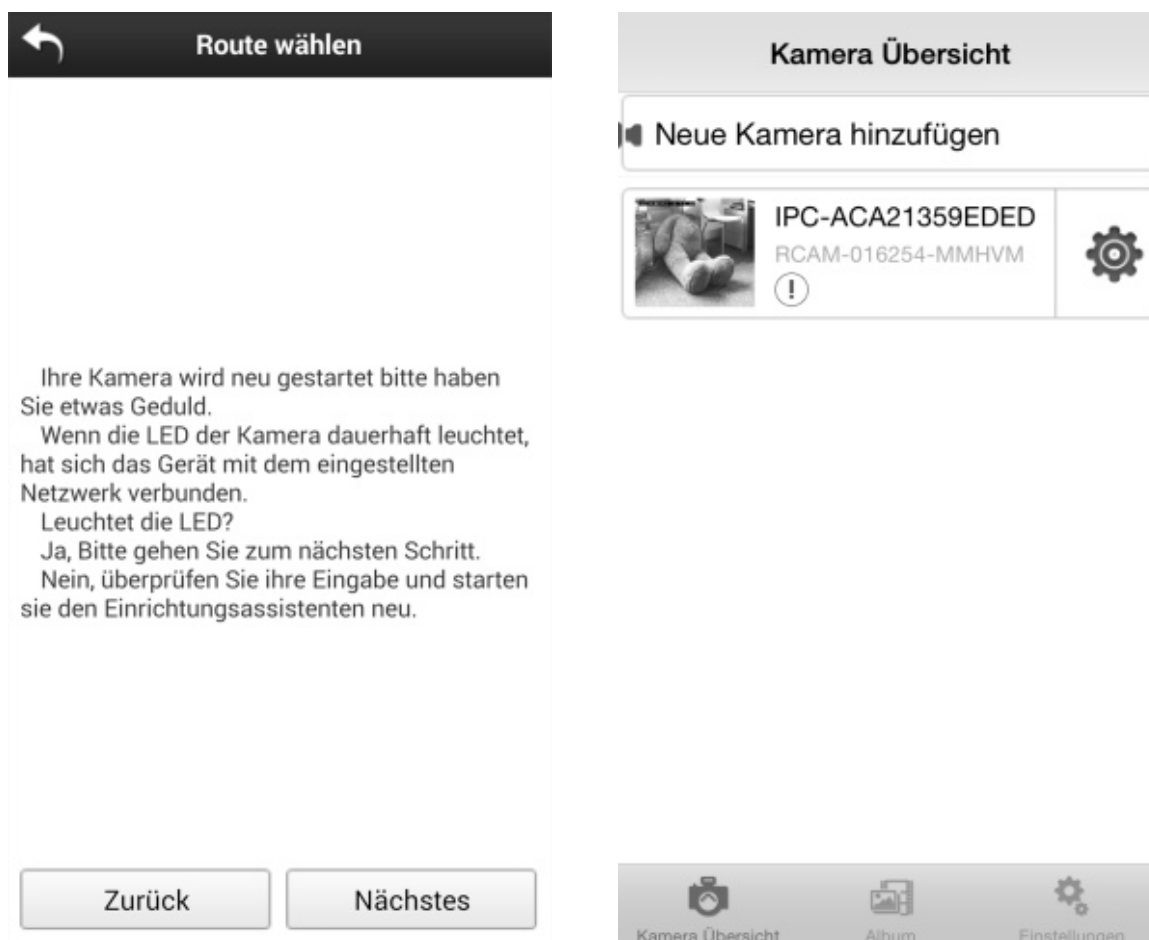 Route wählen
Ihre Kamera wird neu gestartet bitte haben
Sie etwas Geduld.
Wenn die LED der Kamera dauerhaft leuchtet,
hat sich das Gerät mit dem eingestellten
Netzwerk verbunden.
Leuchtet die LED?
Ja, Bitte gehen Sie zum nächsten Schritt.
Nein, überprüfen Sie ihre Eingabe und starten
sie den Einrichtungsassistenten neu.
Zurück
Nächstes
Kamera Übersicht
Neue Kamera hinzufügen
IPC-ACA21359EDED
RCAM-016254-MMHVM
Kamera Übersicht
Album
Einstellungen